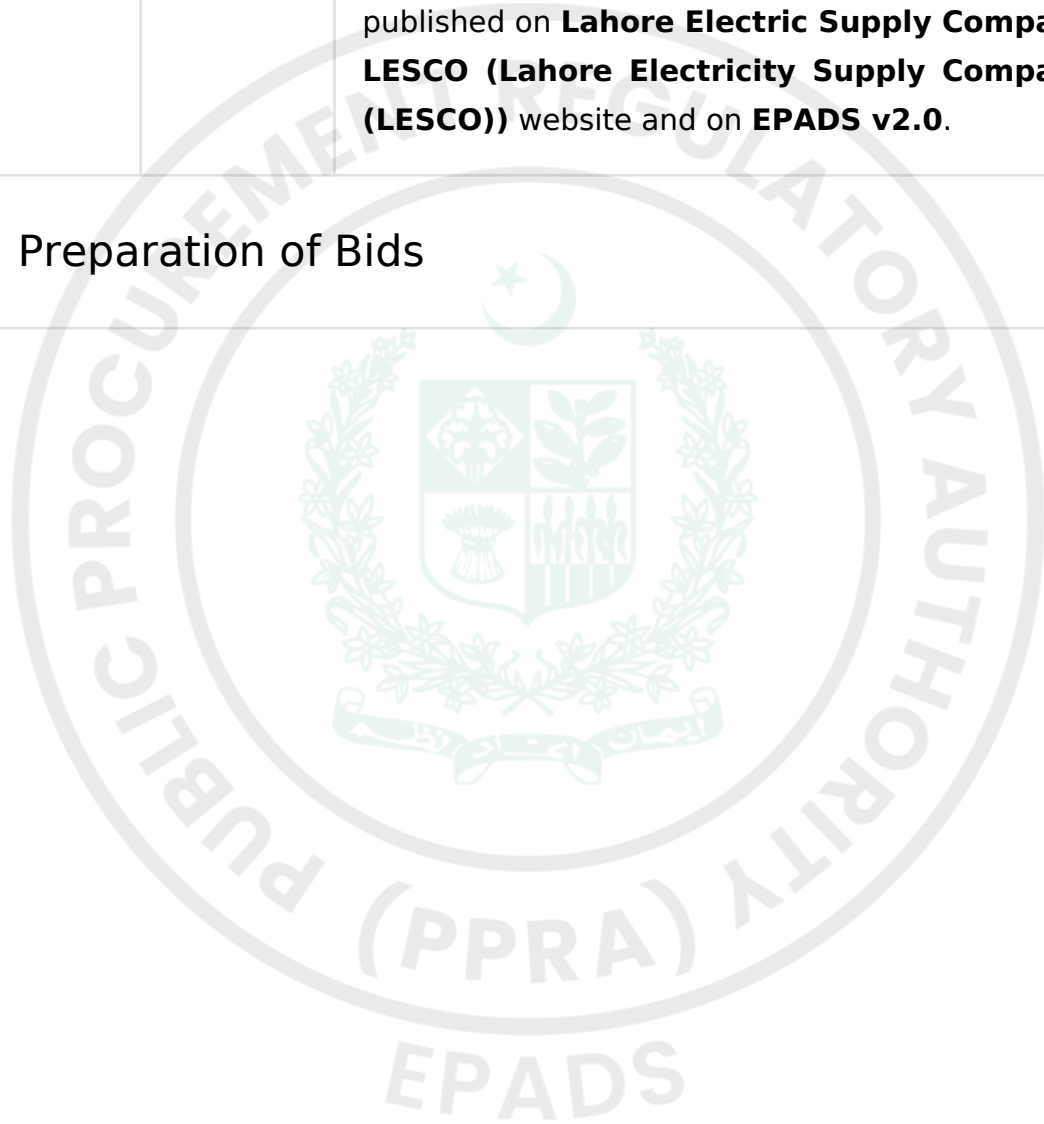 published on Lahore Electric Supply Compa
LESCO (Lahore Electricity Supply Compa
(LESCO)) website and on EPADS v2.0.
Preparation of Bids
PUBLIC PROCUREMENT REGULATORY AUTHORITY
(PPRA)
EPADS